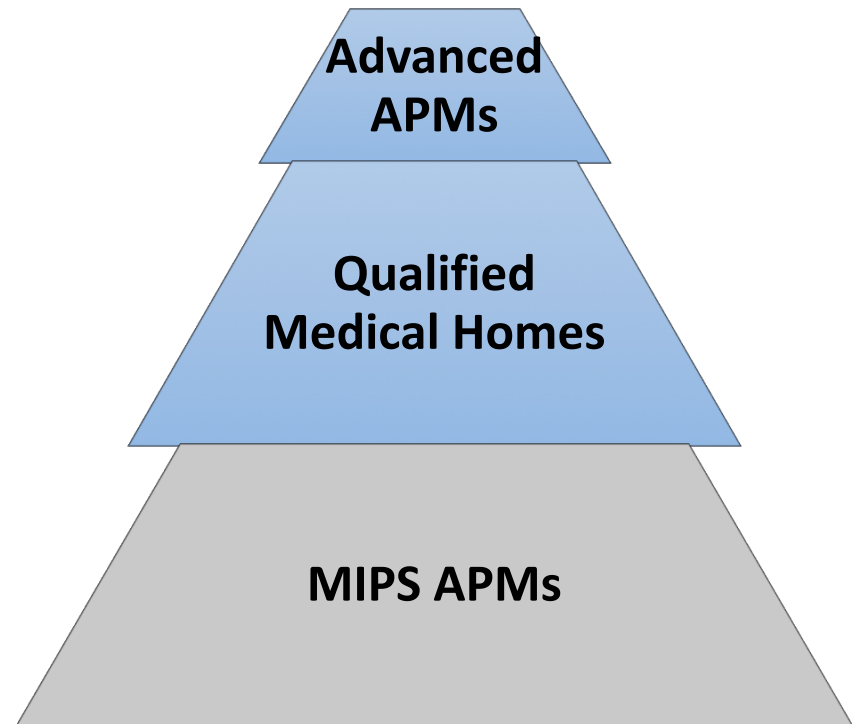 Advanced
APMs
Qualified
Medical Homes
MIPS APMs